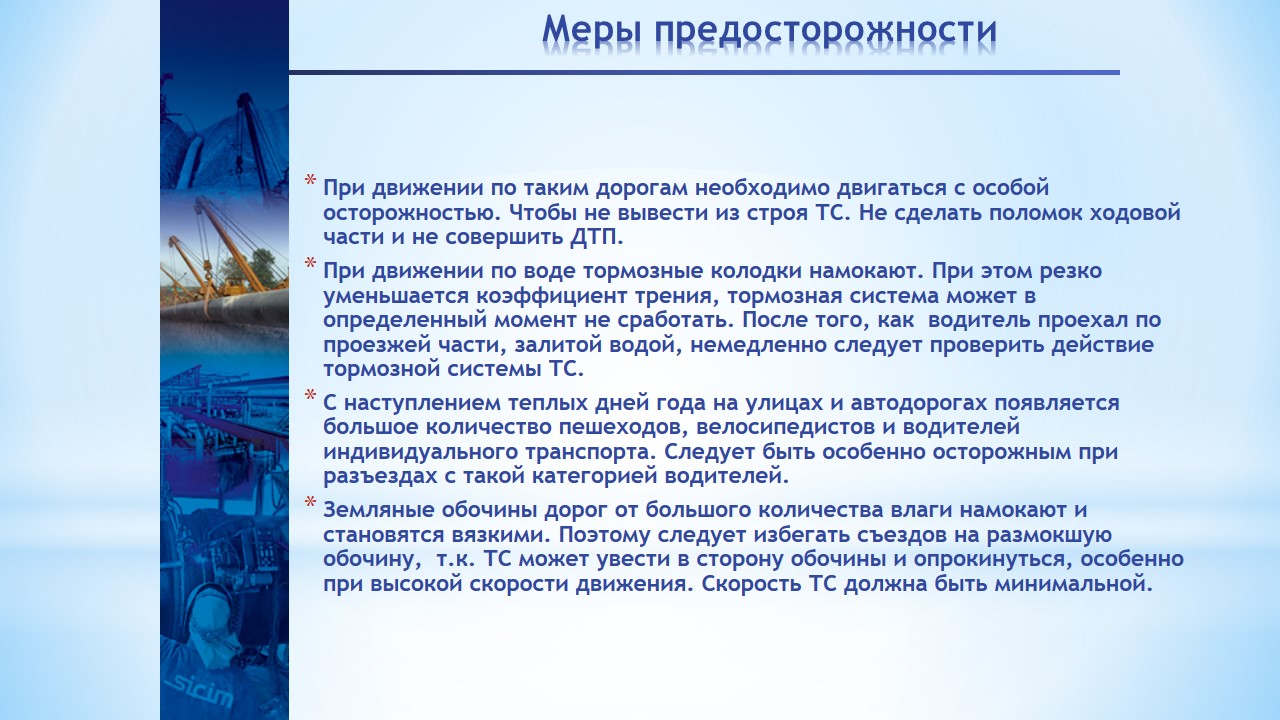 Меры предосторожности
* При движении по таким дорогам необходимо двигаться с особой
осторожностью. Чтобы не вывести из строя ТС. Не сделать поломок ходовой
части и не совершить ДТП.
* При движении по воде тормозные колодки намокают. При этом резко
уменьшается коэффициент трения, тормозная система может в
определенный момент не сработать. После того, как  водитель проехал по
проезжей части, залитой водой, немедленно следует проверить действие
тормозной системы ТС.
* С наступлением теплых дней года на улицах и автодорогах появляется
большое количество пешеходов, велосипедистов и водителей
индивидуального транспорта. Следует быть особенно осторожным при
разъездах с такой категорией водителей.
* Земляные обочины дорог от большого количества влаги намокают и
становятся вязкими. Поэтому следует избегать съездов на размокшую
обочину,  т.к. ТС может увести в сторону обочины и опрокинуться, особенно
при высокой скорости движения. Скорость ТС должна быть минимальной.
sicim